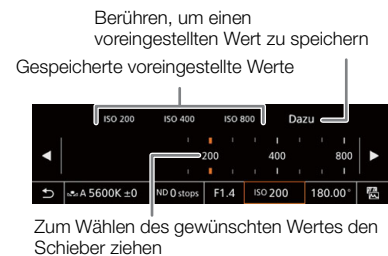 Berühren, um einen
voreingestellten Wert zu speichern
Gespeicherte voreingestellte Werte
ISO 200 ISO 400 ISO 800 Dazu
200 400 800
A 5600K ±0 ND 0 stops F1.4 ISO 200 180.00°
Zum Wählen des gewünschten Wertes den
Schieber ziehen